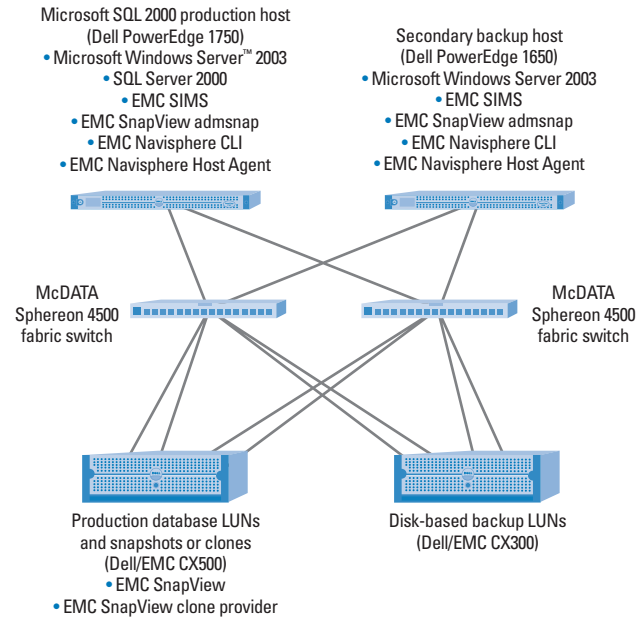 Microsoft SQL 2000 production host
(Dell PowerEdge 1750)
• Microsoft Windows Server™ 2003
• SQL Server 2000
• EMC SIMS
• EMC SnapView admsnap
• EMC Navisphere CLI
• EMC Navisphere Host Agent
Secondary backup host
(Dell PowerEdge 1650)
• Microsoft Windows Server 2003
• EMC SIMS
• EMC SnapView admsnap
• EMC Navisphere CLI
• EMC Navisphere Host Agent
McDATA
Sphereon 4500
fabric switch
McDATA
Sphereon 4500
fabric switch
Production database LUNs
and snapshots or clones
(Dell/EMC CX500)
• EMC SnapView
• EMC SnapView clone provider
Disk-based backup LUNs
(Dell/EMC CX300)